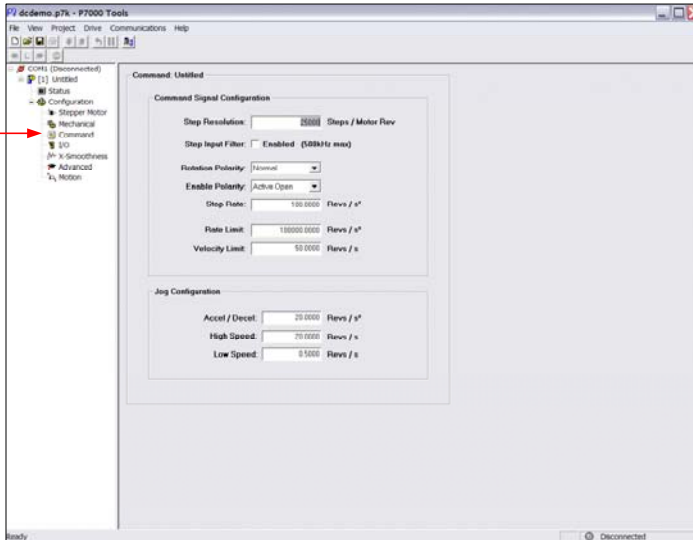 dcdemo.p7k - P7000 Tools
File View Project Drive Communications Help
COM1 (Disconnected)
[1] Untitled
Status
Configuration
Stepper Motor
Mechanical
Command
I/O
X-Smoothness
Advanced
Motion
Command: Untitled
Command Signal Configuration
Step Resolution: 25000 Steps / Motor Rev
Step Input Filter: Enabled (500kHz max)
Rotation Polarity: Normal
Enable Polarity: Active Open
Stop Rate: 100.0000 Revs / s²
Rate Limit: 100000.0000 Revs / s²
Velocity Limit: 50.0000 Revs / s
Jog Configuration
Accel / Decel: 20.0000 Revs / s²
High Speed: 20.0000 Revs / s
Low Speed: 0.5000 Revs / s
Ready Disconnected